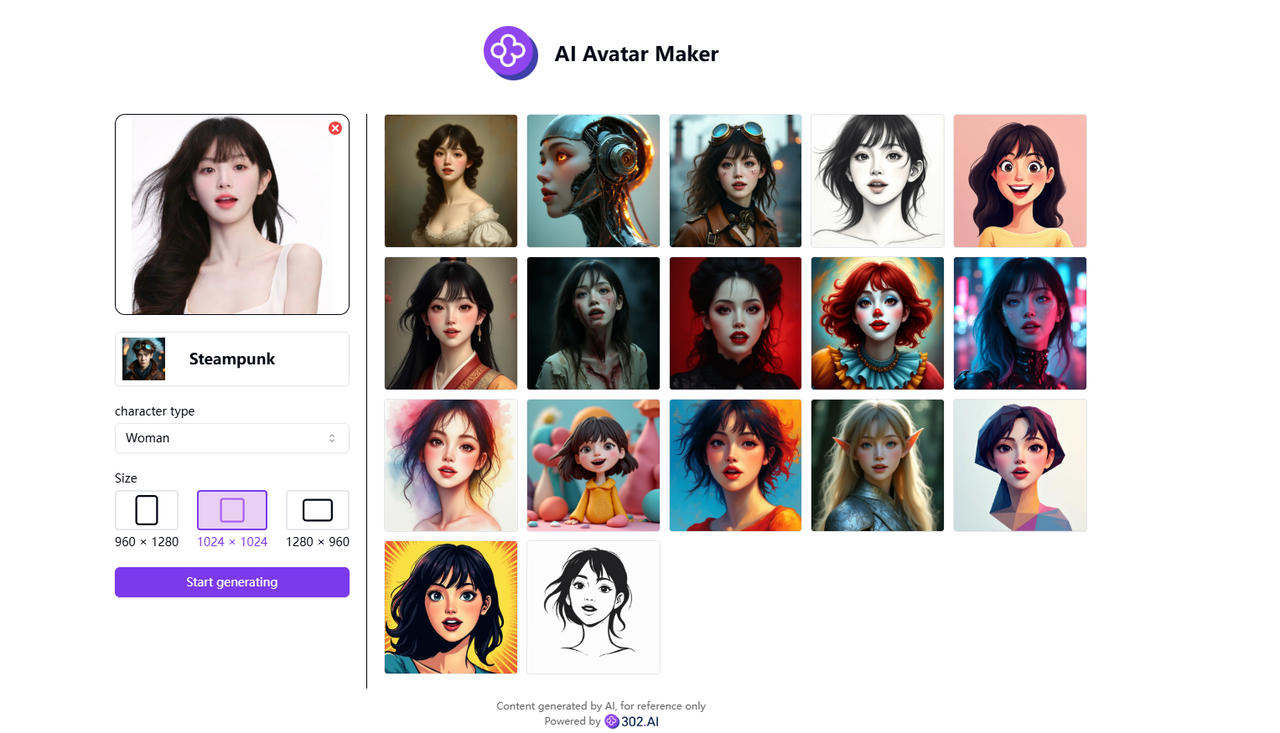 AI Avatar Maker
Steampunk
character type
Woman
Size
960 × 1280
1024 × 1024
1280 × 960
Start generating
Content generated by AI, for reference only
Powered by 302.AI